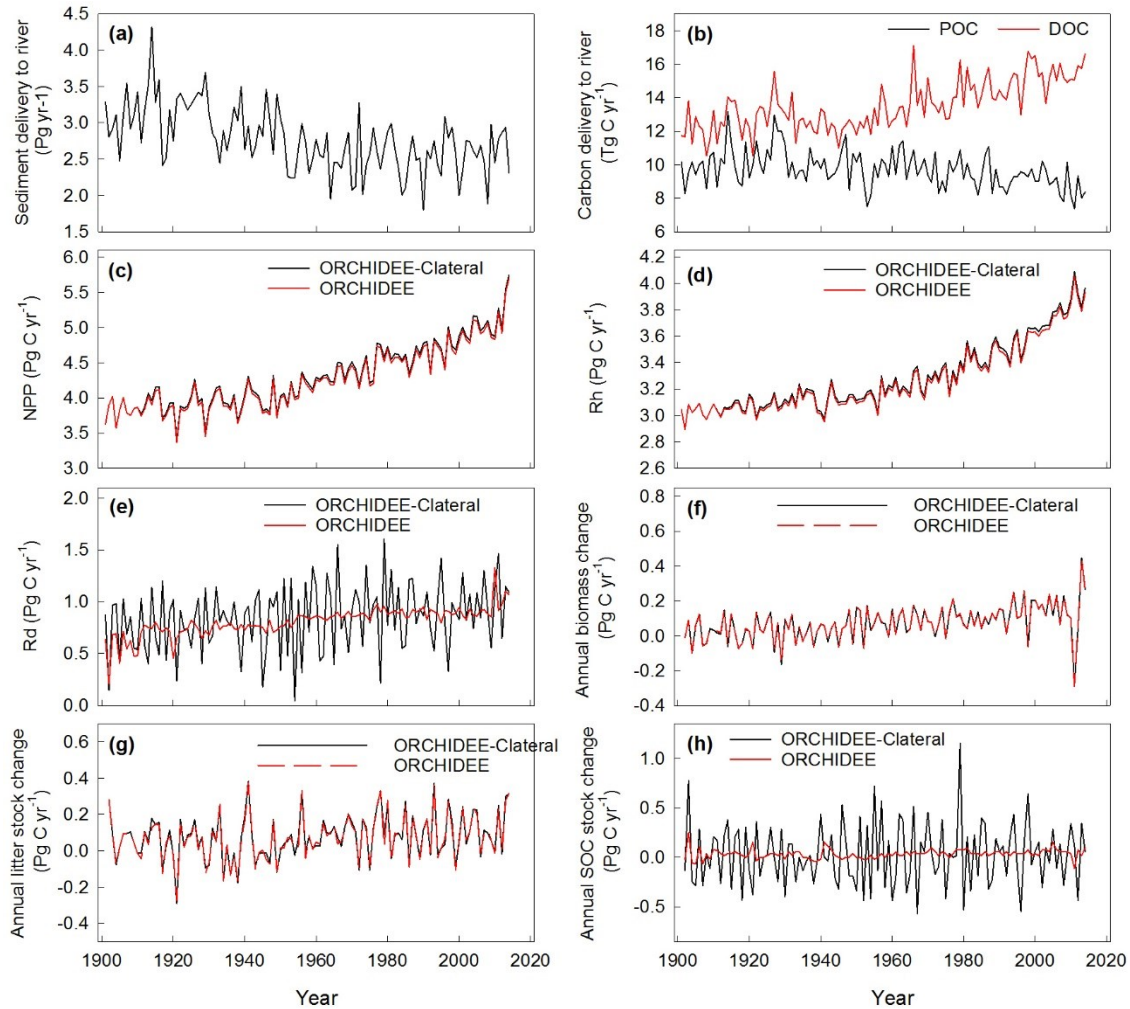 (a)
Sediment delivery to river
(Pg yr-1)
4.5
4.0
3.5
3.0
2.5
2.0
1.5
(b)
POC
DOC
Carbon delivery to river
(Tg C yr-1)
18
16
14
12
10
8
6
(c)
ORCHIDEE-Clateral
ORCHIDEE
NPP (Pg C yr-1)
6.0
5.5
5.0
4.5
4.0
3.5
3.0
(d)
ORCHIDEE-Clateral
ORCHIDEE
Rh (Pg C yr-1)
4.2
4.0
3.8
3.6
3.4
3.2
3.0
2.8
2.6
(e)
ORCHIDEE-Clateral
ORCHIDEE
Rd (Pg C yr-1)
2.0
1.5
1.0
0.5
0.0
(f)
ORCHIDEE-Clateral
ORCHIDEE
Annual biomass change
(Pg C yr-1)
0.8
0.6
0.4
0.2
0.0
-0.2
-0.4
(g)
ORCHIDEE-Clateral
ORCHIDEE
Annual litter stock change
(Pg C yr-1)
0.6
0.4
0.2
0.0
-0.2
-0.4
1900 1920 1940 1960 1980 2000 2020
Year
(h)
ORCHIDEE-Clateral
ORCHIDEE
Annual SOC stock change
(Pg C yr-1)
1.0
0.5
0.0
-0.5
1900 1920 1940 1960 1980 2000 2020
Year